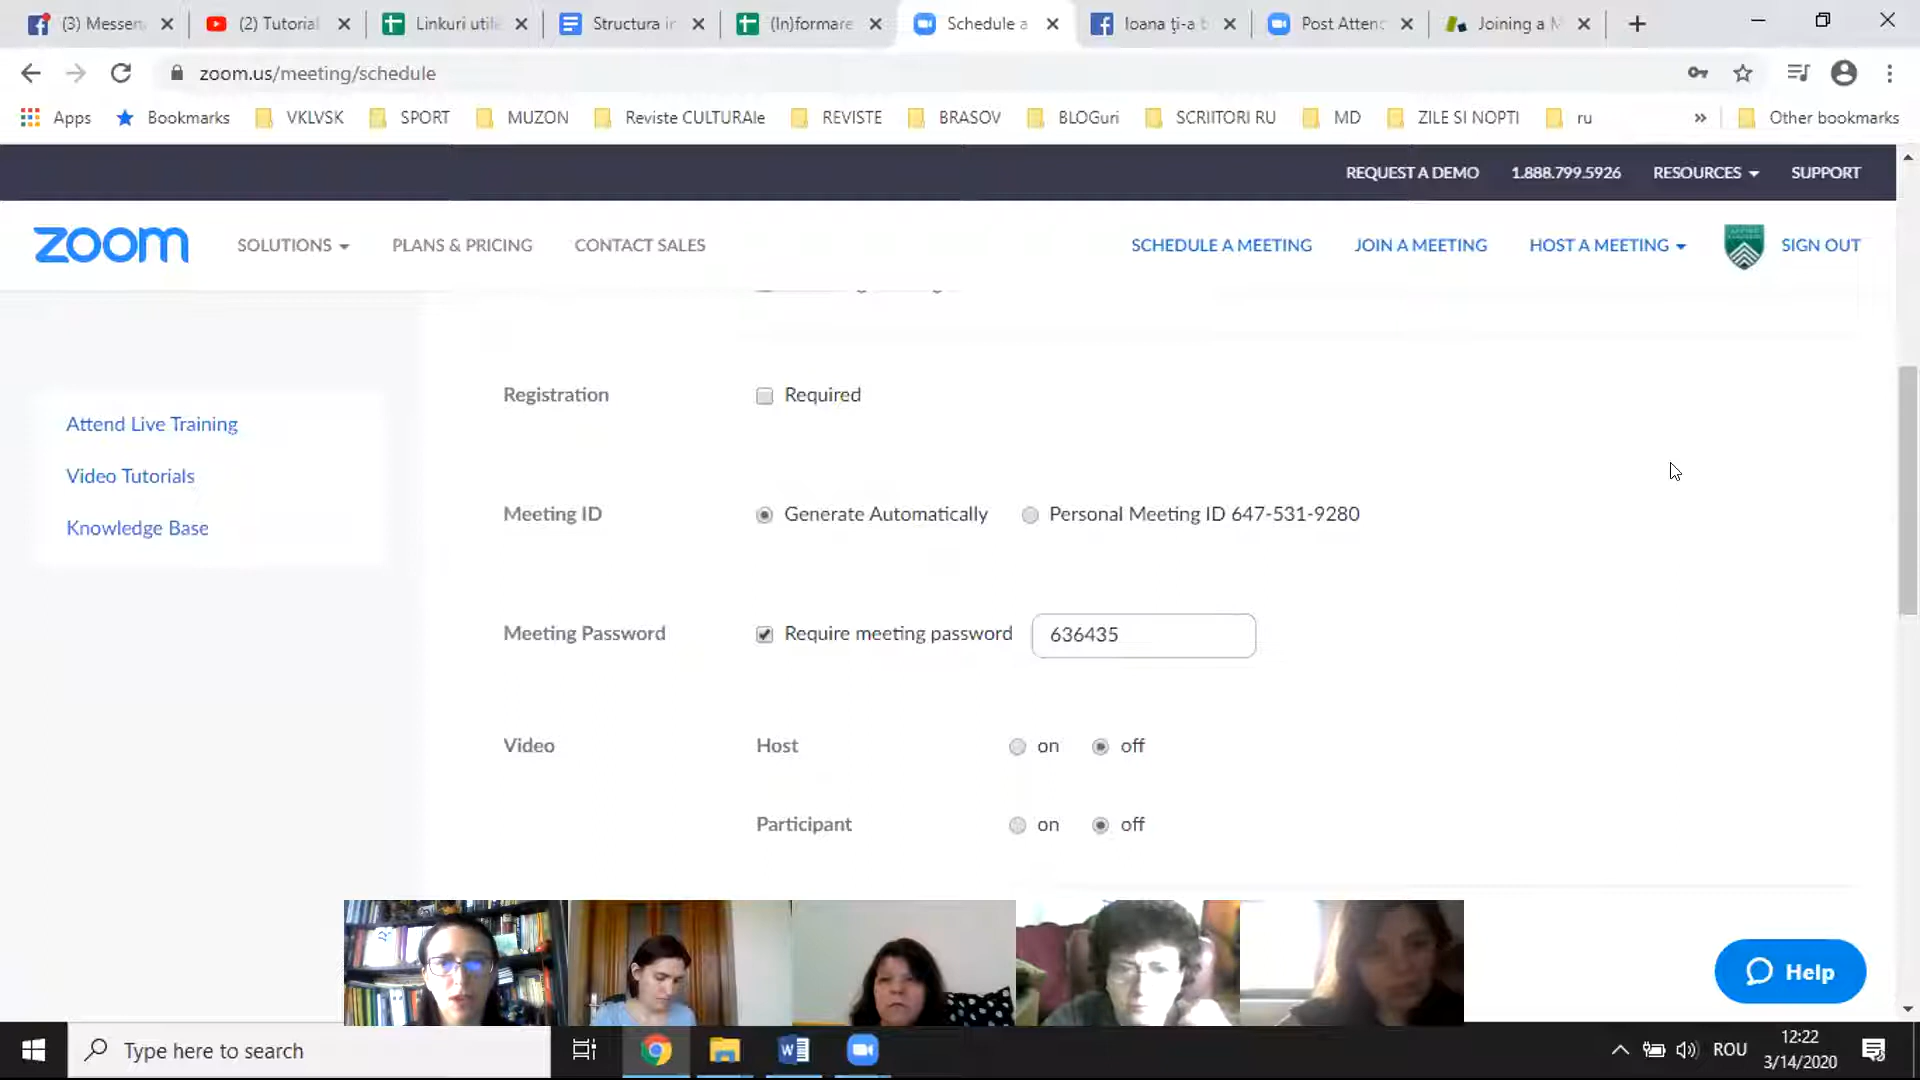 (3) Messen
(2) Tutorial
Linkuri utile
Structura in
(In)formare
Schedule a
Ioana ți-a t
Post Attenc
Joining a M
zoom.us/meeting/schedule
Apps
Bookmarks
VKLVSK
SPORT
MUZON
Reviste CULTURAle
REVISTE
BRASOV
BLOGuri
SCRIITORI RU
MD
ZILE SI NOPTI
ru
»
Other bookmarks
REQUEST A DEMO
1.888.799.5926
RESOURCES
SUPPORT
zoom
SOLUTIONS
PLANS & PRICING
CONTACT SALES
SCHEDULE A MEETING
JOIN A MEETING
HOST A MEETING
SIGN OUT
Attend Live Training
Video Tutorials
Knowledge Base
Registration
Required
Meeting ID
Generate Automatically
Personal Meeting ID 647-531-9280
Meeting Password
Require meeting password
636435
Video
Host
on
off
Participant
on
off
Help
Type here to search
ROU
12:22
3/14/2020